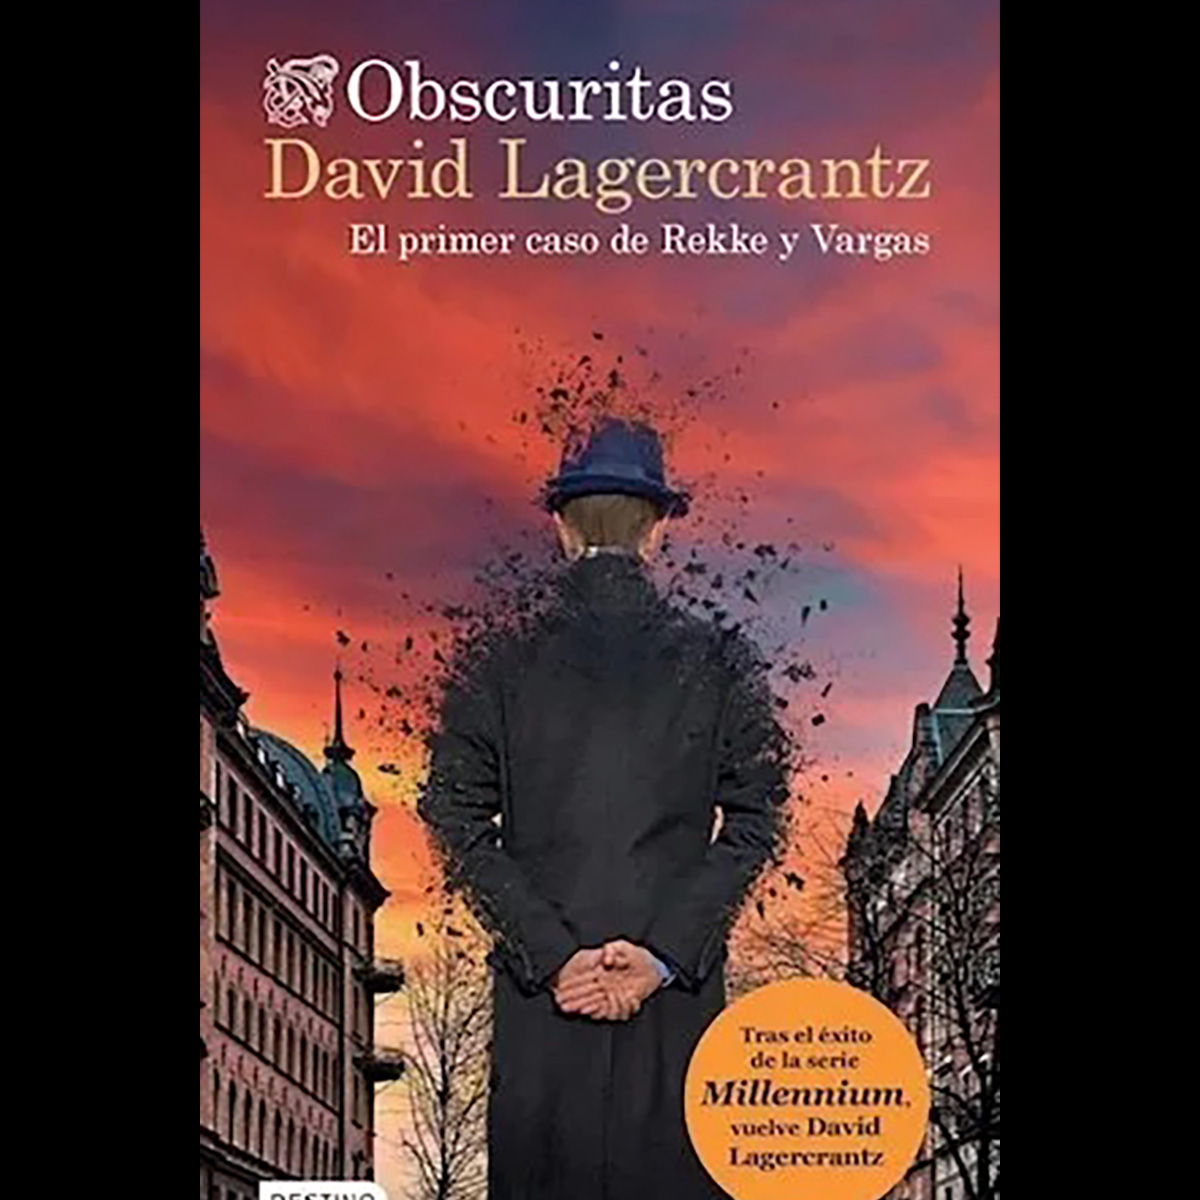 Obscuritas
David Lagercrantz
El primer caso de Rekke y Vargas
Tras el éxito
de la serie
Millennium,
vuelve David
Lagercrantz
DESTINO